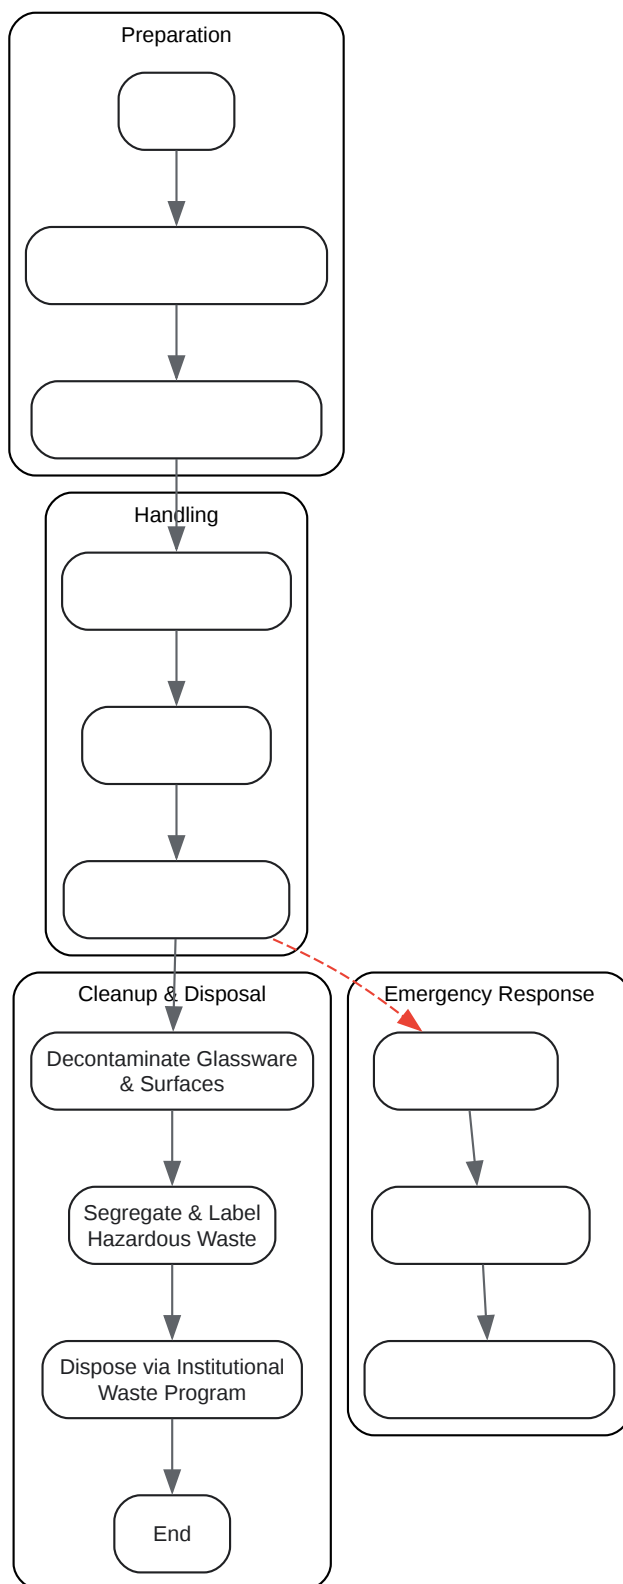 Preparation
Handling
Cleanup & Disposal
Decontaminate Glassware
& Surfaces
Segregate & Label
Hazardous Waste
Dispose via Institutional
Waste Program
End
Emergency Response